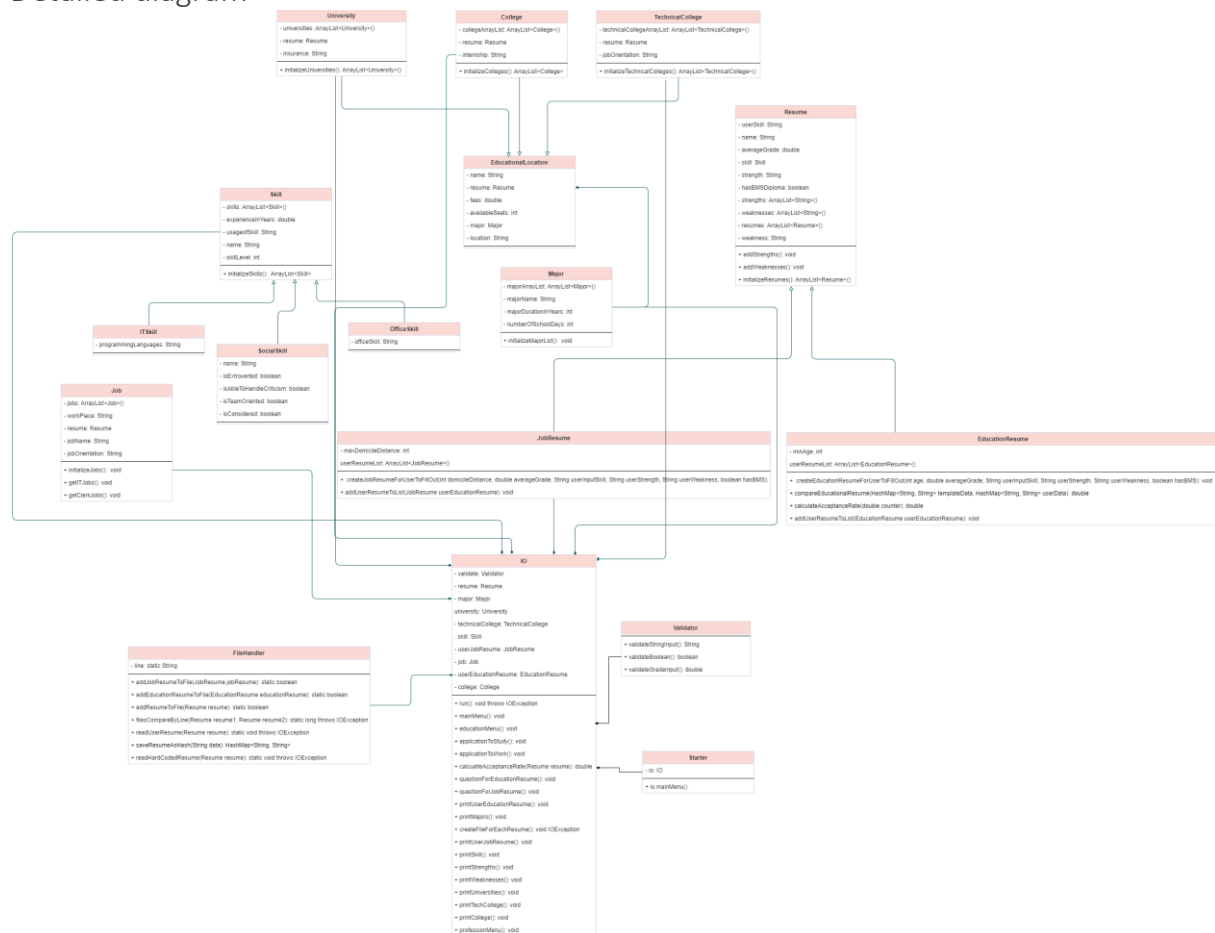 Detailed diagram
University
- universities: ArrayList<University>()
- resume: Resume
- insurance: String
+ initializeUniversities(): ArrayList<University>()
College
- collegeArrayList: ArrayList<College>()
- resume: Resume
- internship: String
+ initializeColleges(): ArrayList<College>
TechnicalCollege
- technicalCollegeArrayList: ArrayList<TechnicalCollege>()
- resume: Resume
- jobOrientation: String
+ initializeTechnicalColleges(): ArrayList<TechnicalCollege>()
Resume
- userSkill: String
- name: String
- averageGrade: double
- skill: Skill
- strength: String
- hasBMSDiploma: boolean
- strengths: ArrayList<String>()
- weaknesses: ArrayList<String>()
- resumes: ArrayList<Resume>()
- weakness: String
+ addStrengths(): void
+ addWeaknesses(): void
+ initializeResumes(): ArrayList<Resume>()
EducationalLocation
- name: String
- resume: Resume
- fees: double
- availableSeats: int
- major: Major
- location: String
Skill
- skills: ArrayList<Skill>()
- experienceInYears: double
- usageofSkill: String
- name: String
- skillLevel: int
+ initializeSkills(): ArrayList<Skill>
Major
- majorArrayList: ArrayList<Major>()
- majorName: String
- majorDurationInYears: int
- numberOfSchoolDays: int
+ initializeMajorList(): void
ITSkill
- programmingLanguages: String
SocialSkill
- name: String
- isExtroverted: boolean
- isAbleToHandleCriticism: boolean
- isTeamOriented: boolean
- isConsidered: boolean
OfficeSkill
- officeSkill: String
Job
- jobs: ArrayList<Job>()
- workPlace: String
- resume: Resume
- jobName: String
- jobOrientation: String
+ initializeJobs(): void
+ getITJobs(): void
+ getClerkJobs(): void
JobResume
- maxDomicileDistance: int
userResumeList: ArrayList<JobResume>()
+ createJobResumeForUserToFillOut(int domicileDistance, double averageGrade, String userInputSkill, String userStrength, String userWeakness, boolean hasBMS)
+ addUserResumeToList(JobResume userEducationResume): void
EducationResume
- minAge: int
userResumeList: ArrayList<EducationResume>()
+ createEducationResumeForUserToFillOut(int age, double averageGrade, String userInputSkill, String userStrength, String userWeakness, boolean hasBMS): void
+ compareEducationalResume(HashMap<String, String> templateData, HashMap<String, String> userData): double
+ calculateAcceptanceRate(double counter): double
+ addUserResumeToList(EducationResume userEducationResume): void
IO
- validate: Validator
- resume: Resume
- major: Major
university: University
- technicalCollege: TechnicalCollege
skill: Skill
- userJobResume: JobResume
- job: Job
- userEducationResume: EducationResume
- college: College
+ run(): void throws IOException
+ mainMenu(): void
+ educationMenu(): void
+ applicationToStudy(): void
+ applicationToWork(): void
+ calcualteAcceptanceRate(Resume resume): double
+ questionForEducationResume(): void
+ questionForJobResume(): void
+ printUserEducationResume(): void
+ printMajors(): void
+ createFileForEachResume(): void IOException
+ printUserJobResume(): void
+ printSkill(): void
+ printStrengths(): void
+ printWeaknesses(): void
+ printUniversities(): void
+ printTechCollege(): void
+ printCollege(): void
+ professionMenu(): void
Validator
+ validateStringInput(): String
+ validateBoolean(): boolean
+ validateGradeInput(): double
FileHandler
- line: static String
+ addJobResumeToFile(JobResume jobResume): static boolean
+ addEducationResumeToFile(EducationResume educationResume): static boolean
+ addResumeToFile(Resume resume): static boolean
+ filesCompareByLine(Resume resume1, Resume resume2): static long throws IOException
+ readUserResume(Resume resume): static void throws IOException
+ saveResumeAsHash(String data): HashMap<String, String>
+ readHardCodedResume(Resume resume): static void throws IOException
Starter
- io: IO
+ io.mainMenu()